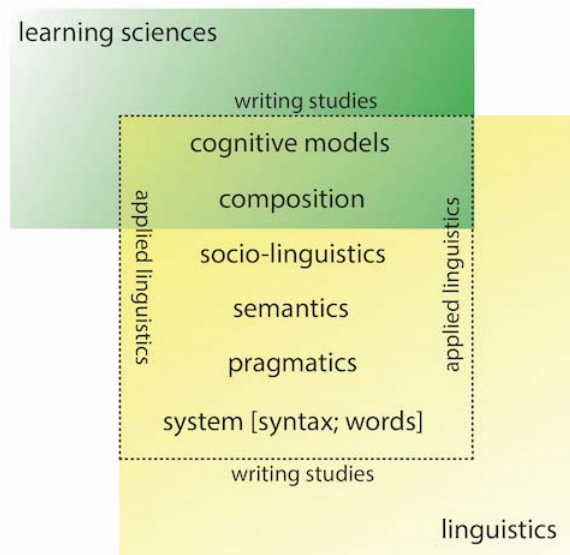 learning sciences
writing studies
cognitive models
composition
applied linguistics
applied linguistics
socio-linguistics
semantics
pragmatics
system [syntax; words]
writing studies
linguistics